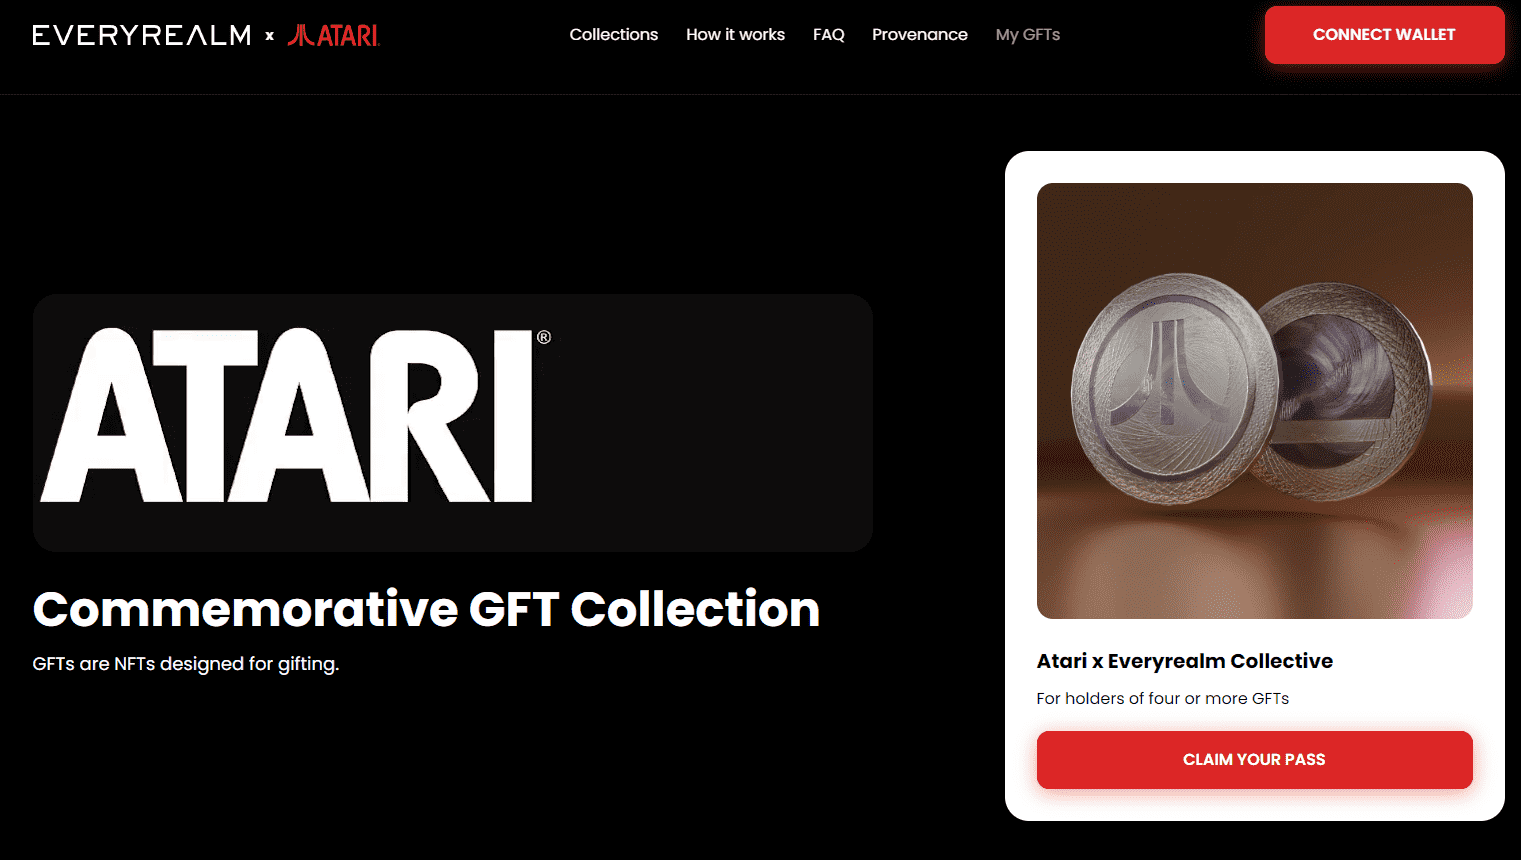 EVERYREALM x ATARI
Collections How it works FAQ Provenance My GFTs
CONNECT WALLET
ATARI®
Commemorative GFT Collection
GFTs are NFTs designed for gifting.
Atari x Everyrealm Collective
For holders of four or more GFTs
CLAIM YOUR PASS